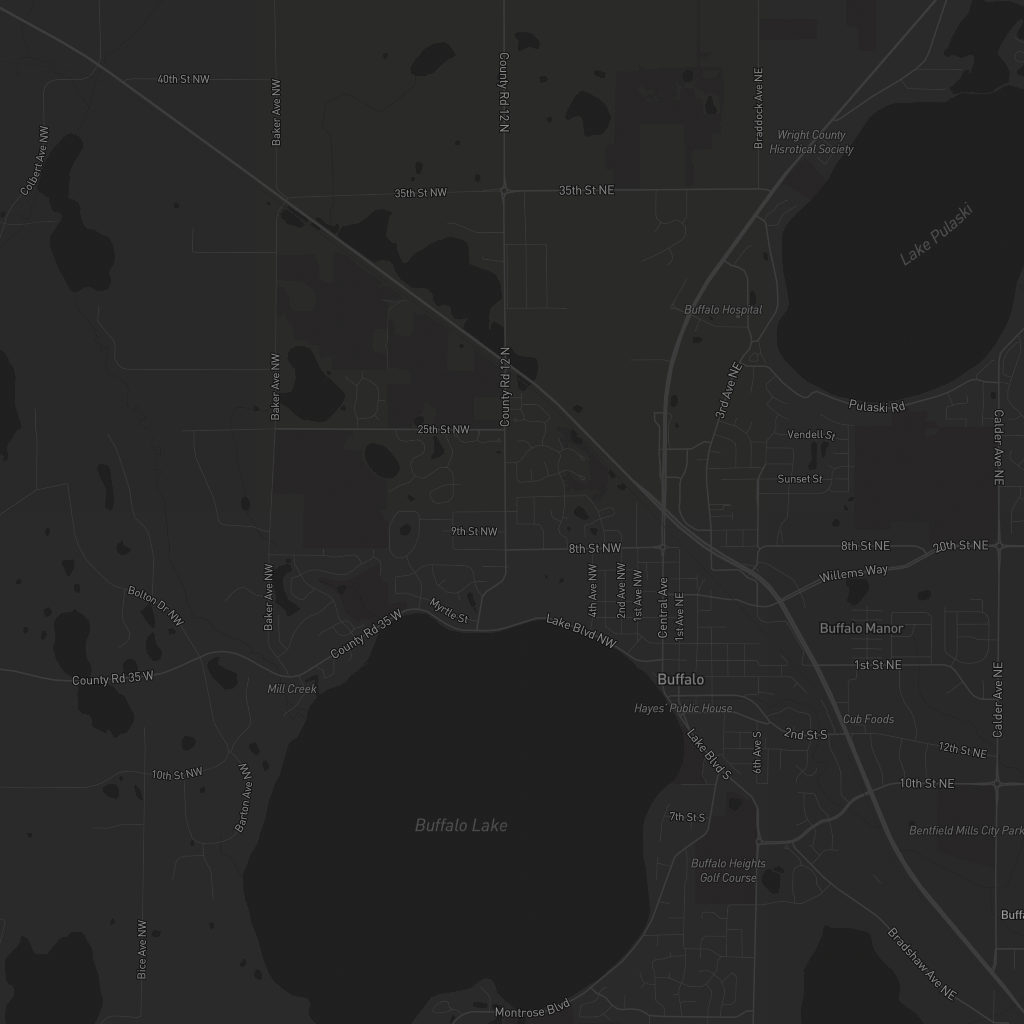 40th St NW
Baker Ave NW
County Rd 12 N
Braddock Ave NE
Colbert Ave NW
Wright County
Hisrotical Society
35th St NW
35th St NE
Lake Pulaski
Buffalo Hospital
Baker Ave NW
County Rd 12 N
3rd Ave NE
Pulaski Rd
Calder Ave NE
25th St NW
Vendell St
Sunset St
9th St NW
8th St NW
8th St NE
20th St NE
Willems Way
Baker Ave NW
4th Ave NW
2nd Ave NW
1st Ave NW
Central Ave
1st Ave NE
Bolton Dr NW
Myrtle St
County Rd 35 W
Lake Blvd NW
Buffalo Manor
1st St NE
County Rd 35 W
Mill Creek
Buffalo
Calder Ave NE
Hayes' Public House
Cub Foods
2nd St S
Lake Blvd S
6th Ave S
12th St NE
10th St NW
10th St NE
Barton Ave NW
Buffalo Lake
7th St S
Bentfield Mills City Park
Buffalo Heights
Golf Course
Buffa
Bice Ave NW
Bradshaw Ave NE
Montrose Blvd